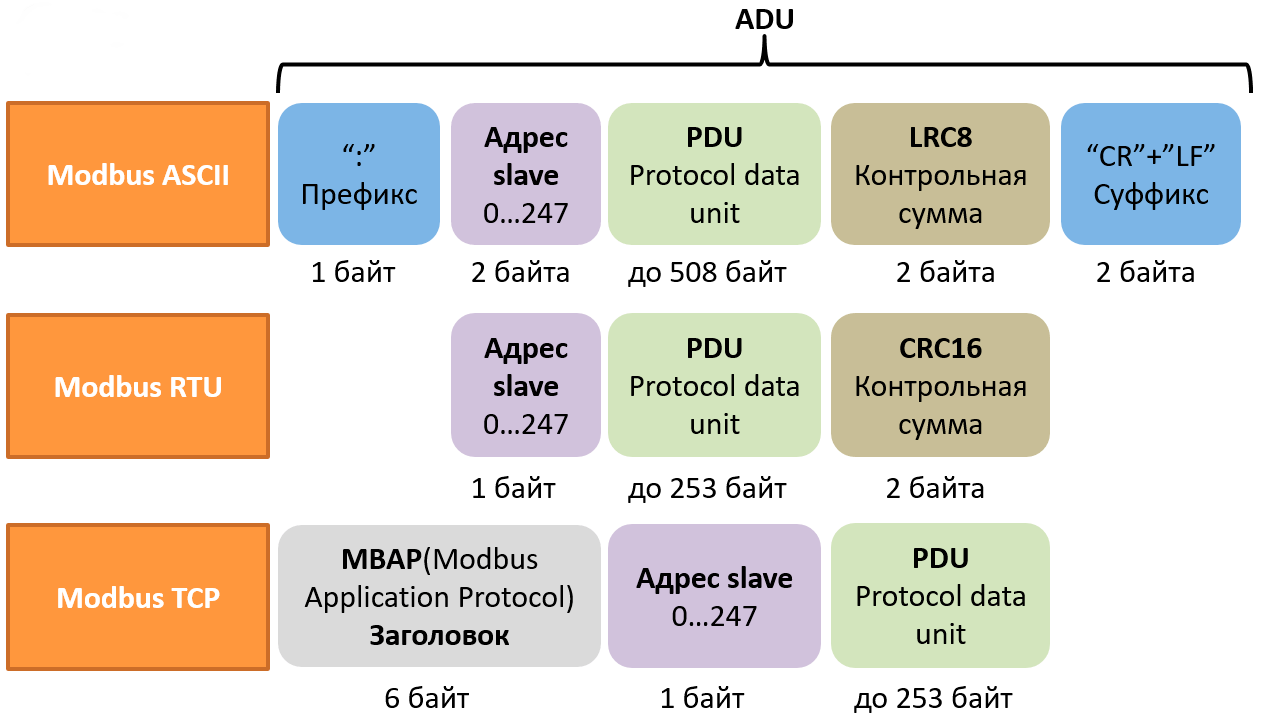 ADU
Modbus ASCII
“:”
Префикс
Адрес
slave
0...247
PDU
Protocol data
unit
LRC8
Контрольная
сумма
“CR”+”LF”
Суффикс
1 байт
2 байта
до 508 байт
2 байта
2 байта
Modbus RTU
Адрес
slave
0...247
PDU
Protocol data
unit
CRC16
Контрольная
сумма
1 байт
до 253 байт
2 байта
Modbus TCP
MBAP(Modbus
Application Protocol)
Заголовок
Адрес slave
0...247
PDU
Protocol data
unit
6 байт
1 байт
до 253 байт